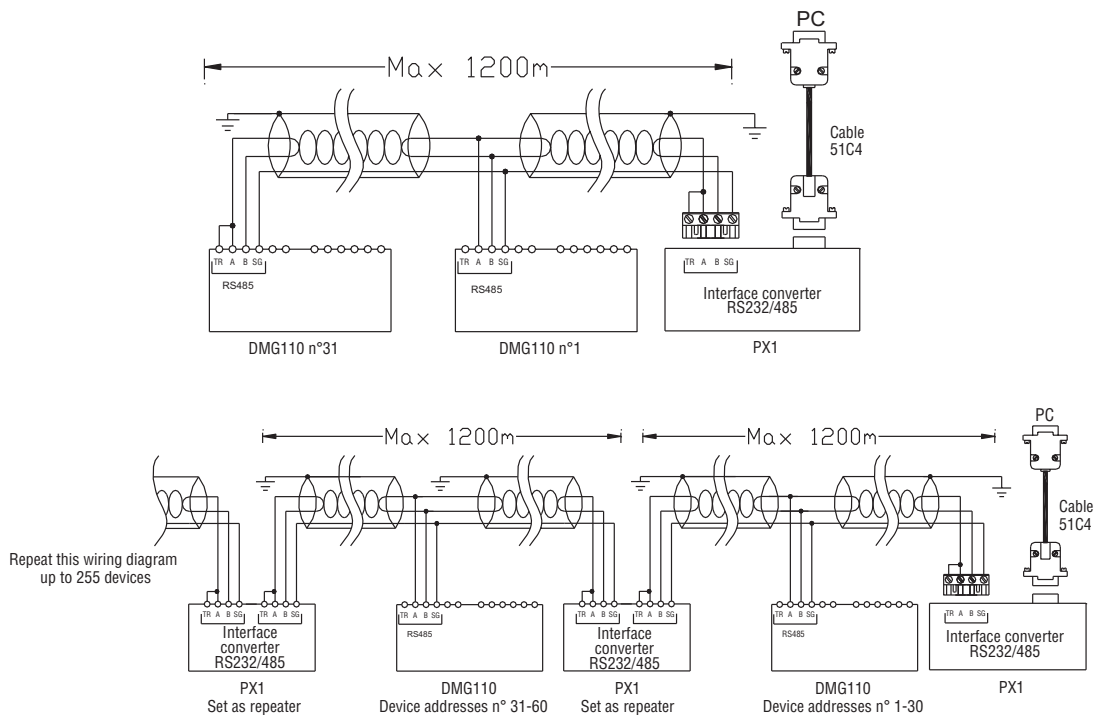 PC
Max 1200m
Cable
51C4
TR A B SG
RS485
TR A B SG
RS485
TR A B SG
Interface converter
RS232/485
DMG110 n°31
DMG110 n°1
PX1
PC
Max 1200m
Max 1200m
Cable
51C4
Repeat this wiring diagram
up to 255 devices
TR A B SG
TR A B SG
Interface
converter
RS232/485
TR A B SG
RS485
TR A B SG
TR A B SG
Interface
converter
RS232/485
TR A B SG
RS485
TR A B SG
Interface converter
RS232/485
PX1
Set as repeater
DMG110
Device addresses n° 31-60
PX1
Set as repeater
DMG110
Device addresses n° 1-30
PX1